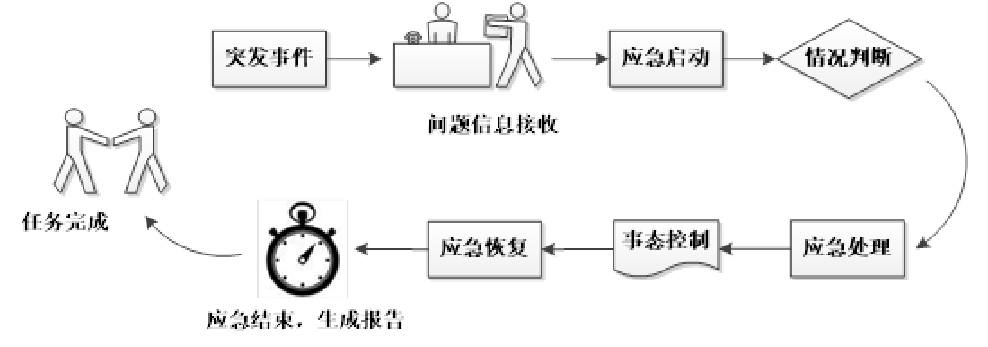 突发事件
问题信息接收
应急启动
情况判断
应急处理
事态控制
应急恢复
应急结束，生成报告
任务完成